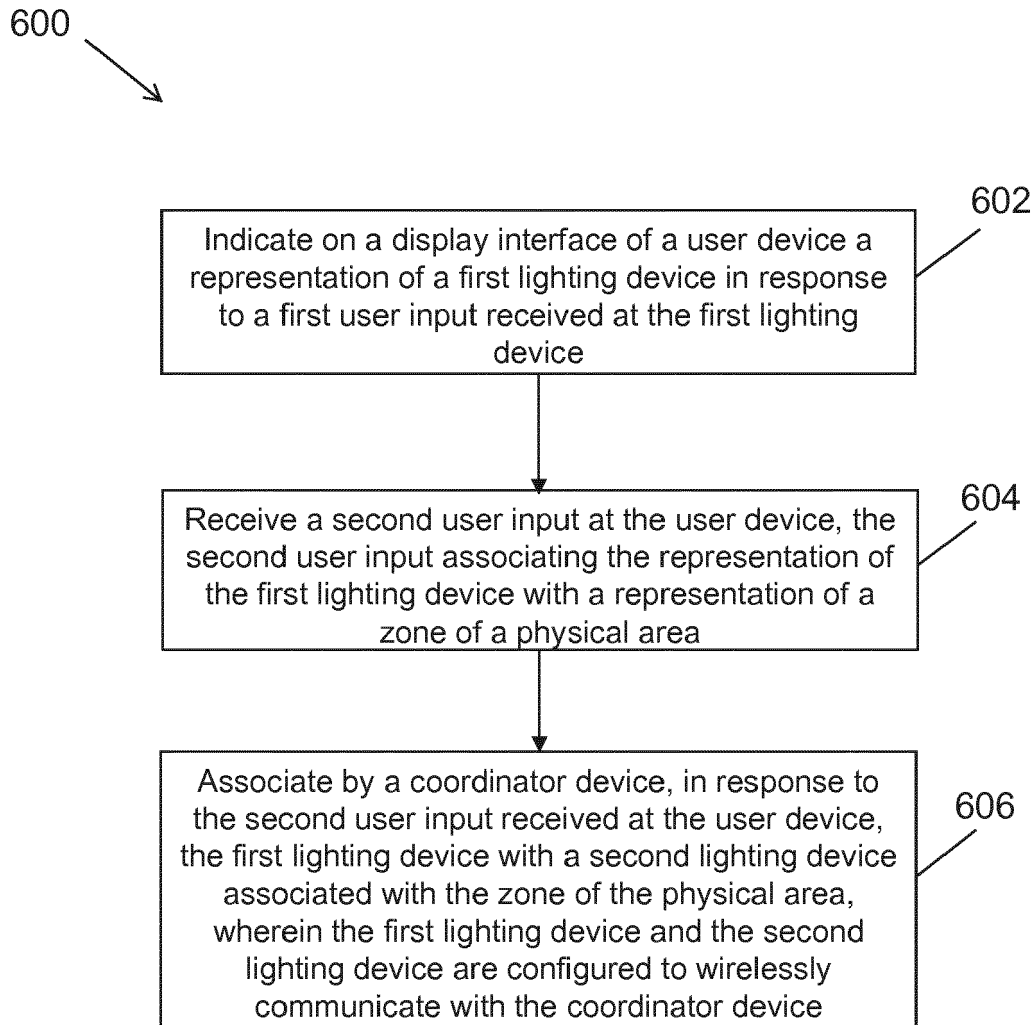 600
602
Indicate on a display interface of a user device a
representation of a first lighting device in response
to a first user input received at the first lighting
device
604
Receive a second user input at the user device, the
second user input associating the representation of
the first lighting device with a representation of a
zone of a physical area
606
Associate by a coordinator device, in response to
the second user input received at the user device,
the first lighting device with a second lighting device
associated with the zone of the physical area,
wherein the first lighting device and the second
lighting device are configured to wirelessly
communicate with the coordinator device